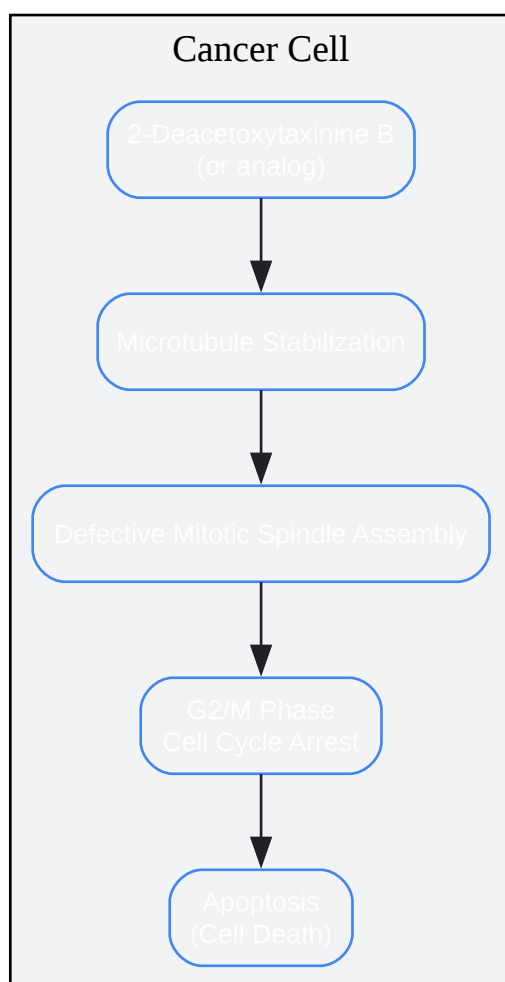 Cancer Cell
2-Deacetoxytaxinine B
(or analog)
Microtubule Stabilization
Defective Mitotic Spindle Assembly
G2/M Phase
Cell Cycle Arrest
Apoptosis
(Cell Death)